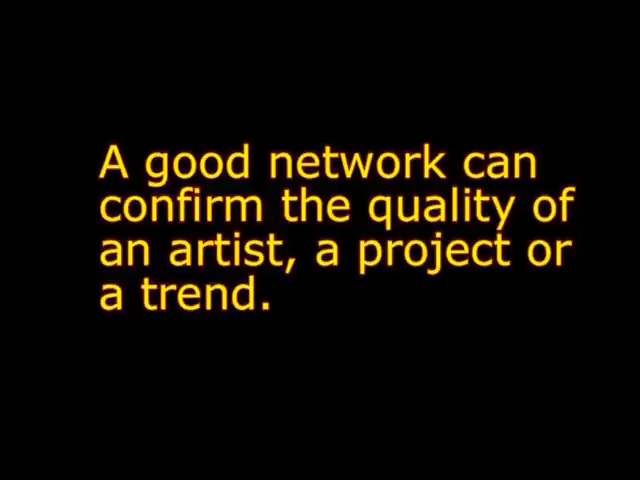 A good network can
confirm the quality of
an artist, a project or
a trend.